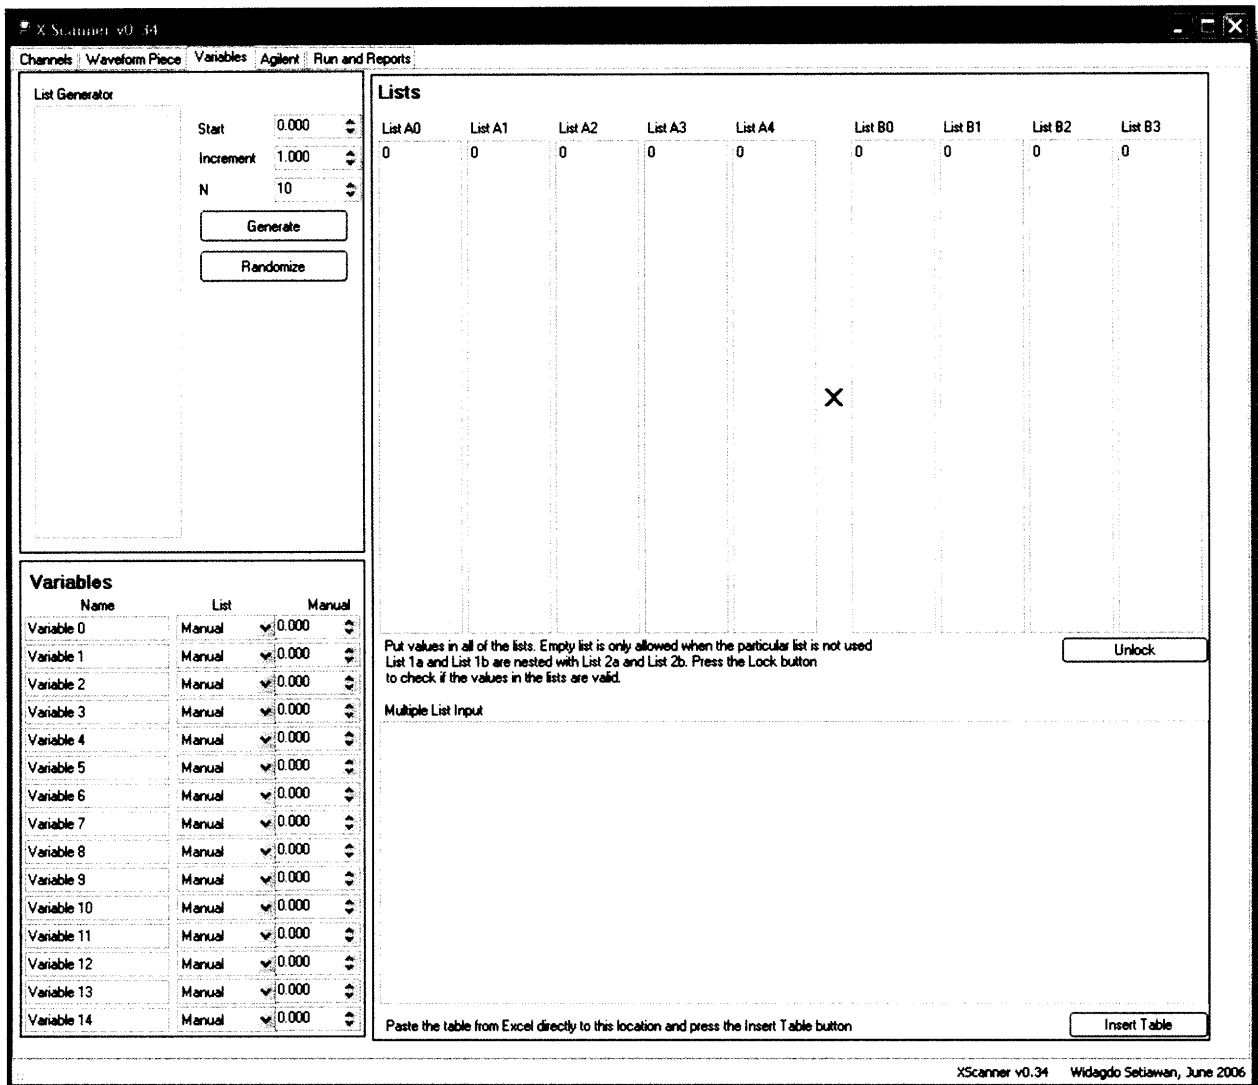 X Scanner v0.34
Channels Waveform Piece Variables Agilent Run and Reports
List Generator
Start 0.000
Increment 1.000
N 10
Generate
Randomize
Lists
List A0 List A1 List A2 List A3 List A4 List B0 List B1 List B2 List B3
0 0 0 0 0 0 0 0 0
X
Put values in all of the lists. Empty list is only allowed when the particular list is not used
List 1a and List 1b are nested with List 2a and List 2b. Press the Lock button
to check if the values in the lists are valid.
Unlock
Multiple List Input
Paste the table from Excel directly to this location and press the Insert Table button
Insert Table
Variables
Name List Manual
Variable 0 Manual 0.000
Variable 1 Manual 0.000
Variable 2 Manual 0.000
Variable 3 Manual 0.000
Variable 4 Manual 0.000
Variable 5 Manual 0.000
Variable 6 Manual 0.000
Variable 7 Manual 0.000
Variable 8 Manual 0.000
Variable 9 Manual 0.000
Variable 10 Manual 0.000
Variable 11 Manual 0.000
Variable 12 Manual 0.000
Variable 13 Manual 0.000
Variable 14 Manual 0.000
XScanner v0.34 Widagdo Setiawan, June 2006